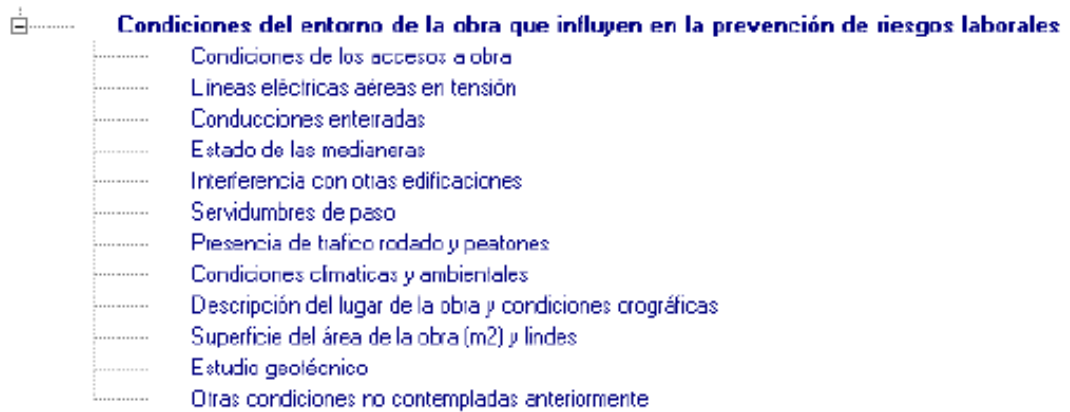 Condiciones del entorno de la obra que influyen en la prevención de riesgos laborales
Condiciones de los accesos a obra
Líneas eléctricas aéreas en tensión
Conducciones enterradas
Estado de las medianeras
Interferencia con otras edificaciones
Servidumbres de paso
Presencia de trafico rodado y peatones
Condiciones climaticas y ambientales
Descripción del lugar de la obra y condiciones orográficas
Superficie del área de la obra (m2) y lindes
Estudio geotécnico
Otras condiciones no contempladas anteriormente